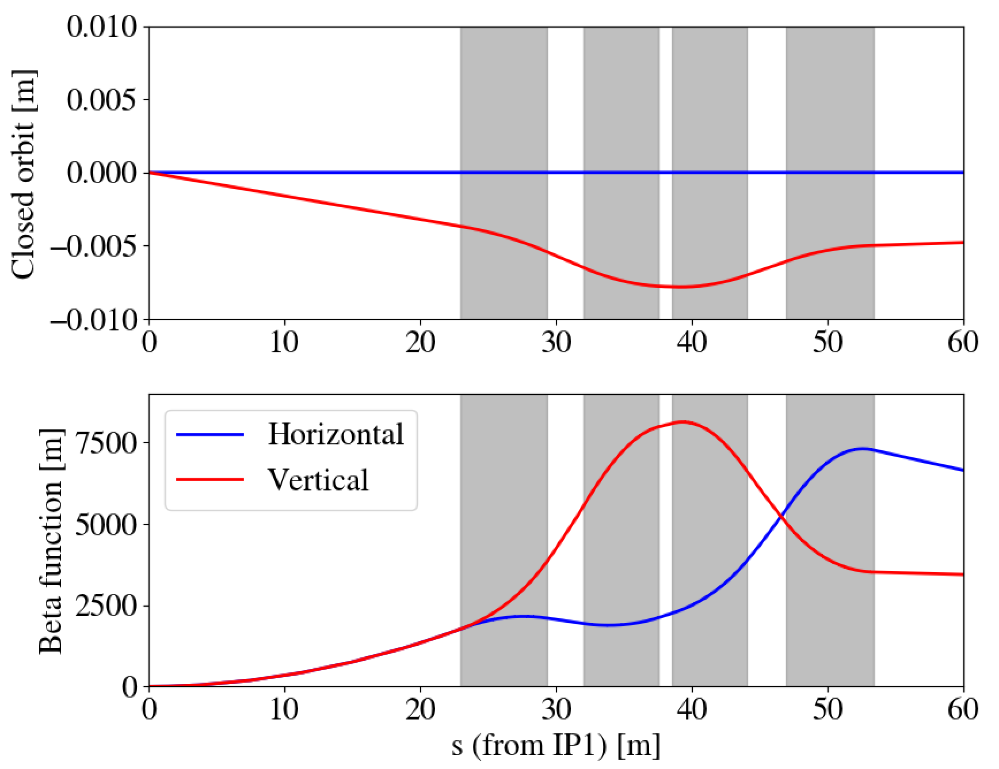 Closed orbit [m]
0.010
0.005
0.000
−0.005
−0.010
0 10 20 30 40 50 60
Beta function [m]
7500
5000
2500
0
Horizontal
Vertical
0 10 20 30 40 50 60
s (from IP1) [m]